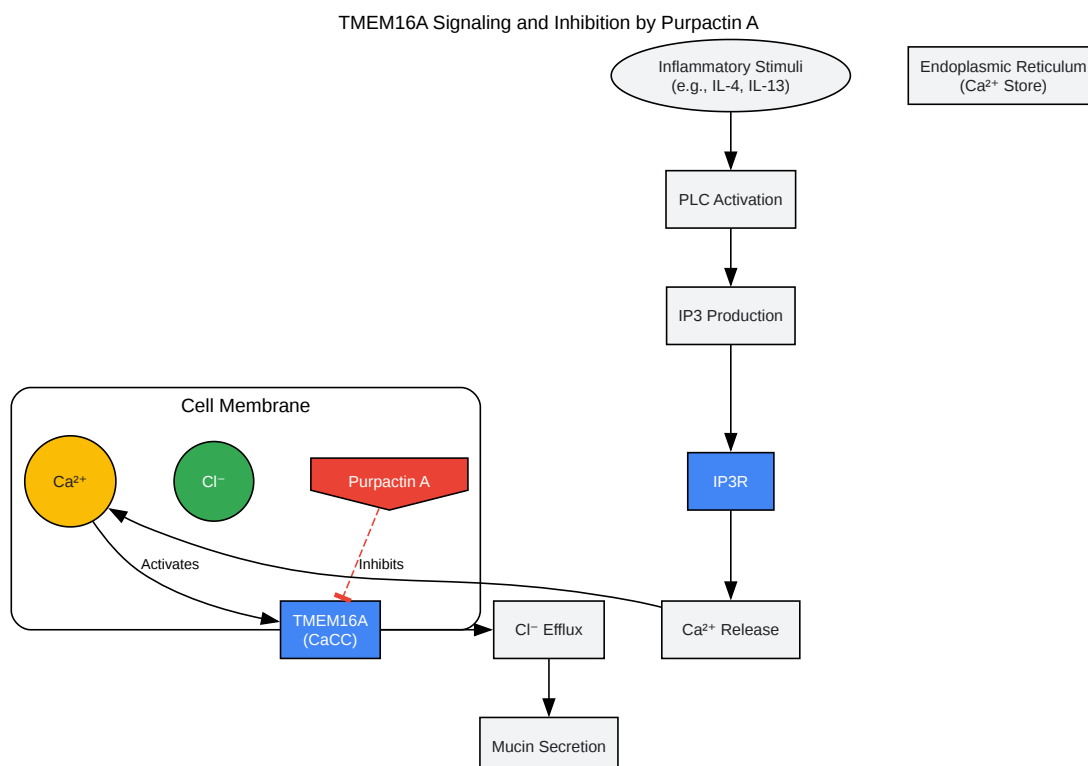 TMEM16A Signaling and Inhibition by Purpactin A
Inflammatory Stimuli
(e.g., IL-4, IL-13)
Endoplasmic Reticulum
(Ca²⁺ Store)
PLC Activation
IP3 Production
Cell Membrane
Ca²⁺
Cl⁻
Purpactin A
IP3R
Activates
Inhibits
TMEM16A
(CaCC)
Cl⁻ Efflux
Ca²⁺ Release
Mucin Secretion